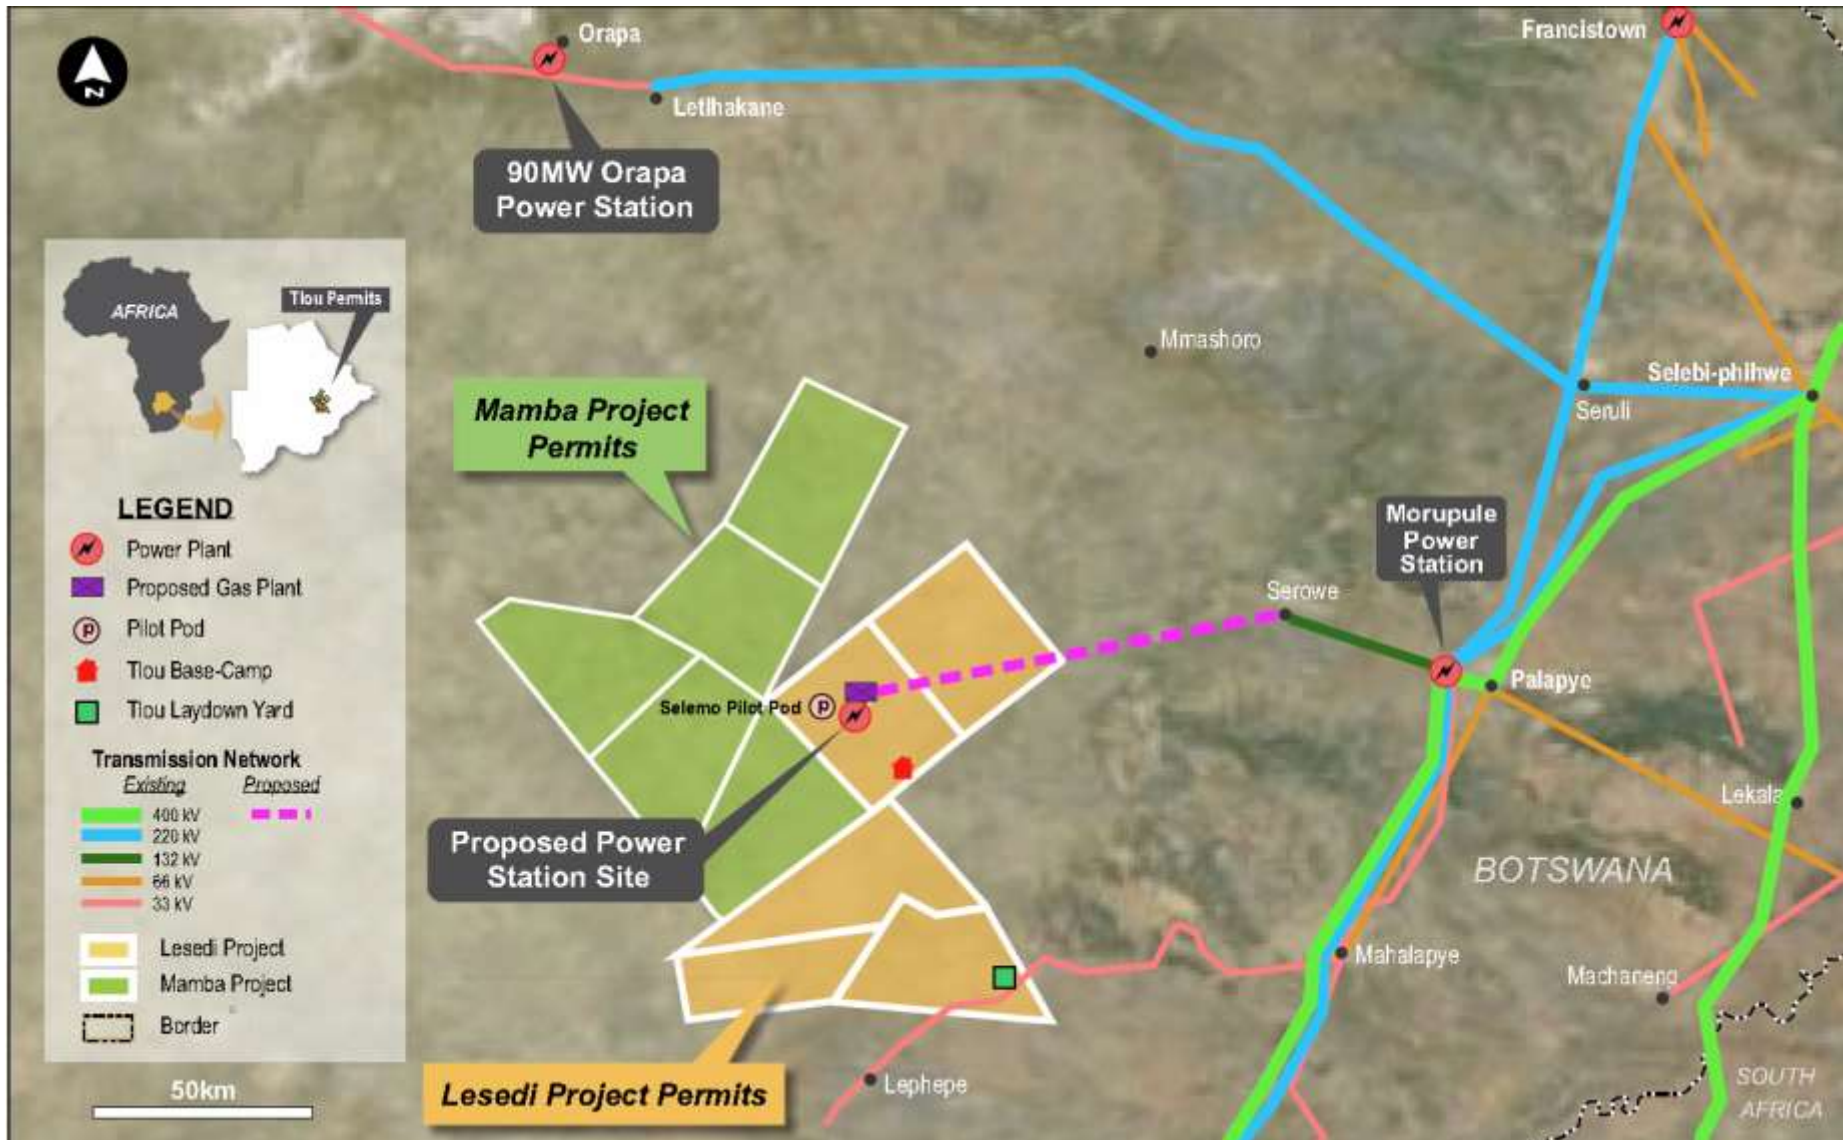 Orapa
Francistown
Letlhakane
N
90MW Orapa
Power Station
AFRICA
Tlou Permits
Mmashoro
Selebi-phihwe
Seruli
Mamba Project
Permits
LEGEND
Power Plant
Proposed Gas Plant
P
Pilot Pod
Tlou Base-Camp
Tlou Laydown Yard
Transmission Network
Existing Proposed
400 kV
220 kV
132 kV
66 kV
33 kV
Lesedi Project
Mamba Project
Border
50km
Morupule
Power
Station
Serowe
Palapye
Selemo Pilot Pod P
Lekala
Proposed Power
Station Site
BOTSWANA
Mahalapye
Machaneng
Lephepe
Lesedi Project Permits
SOUTH
AFRICA